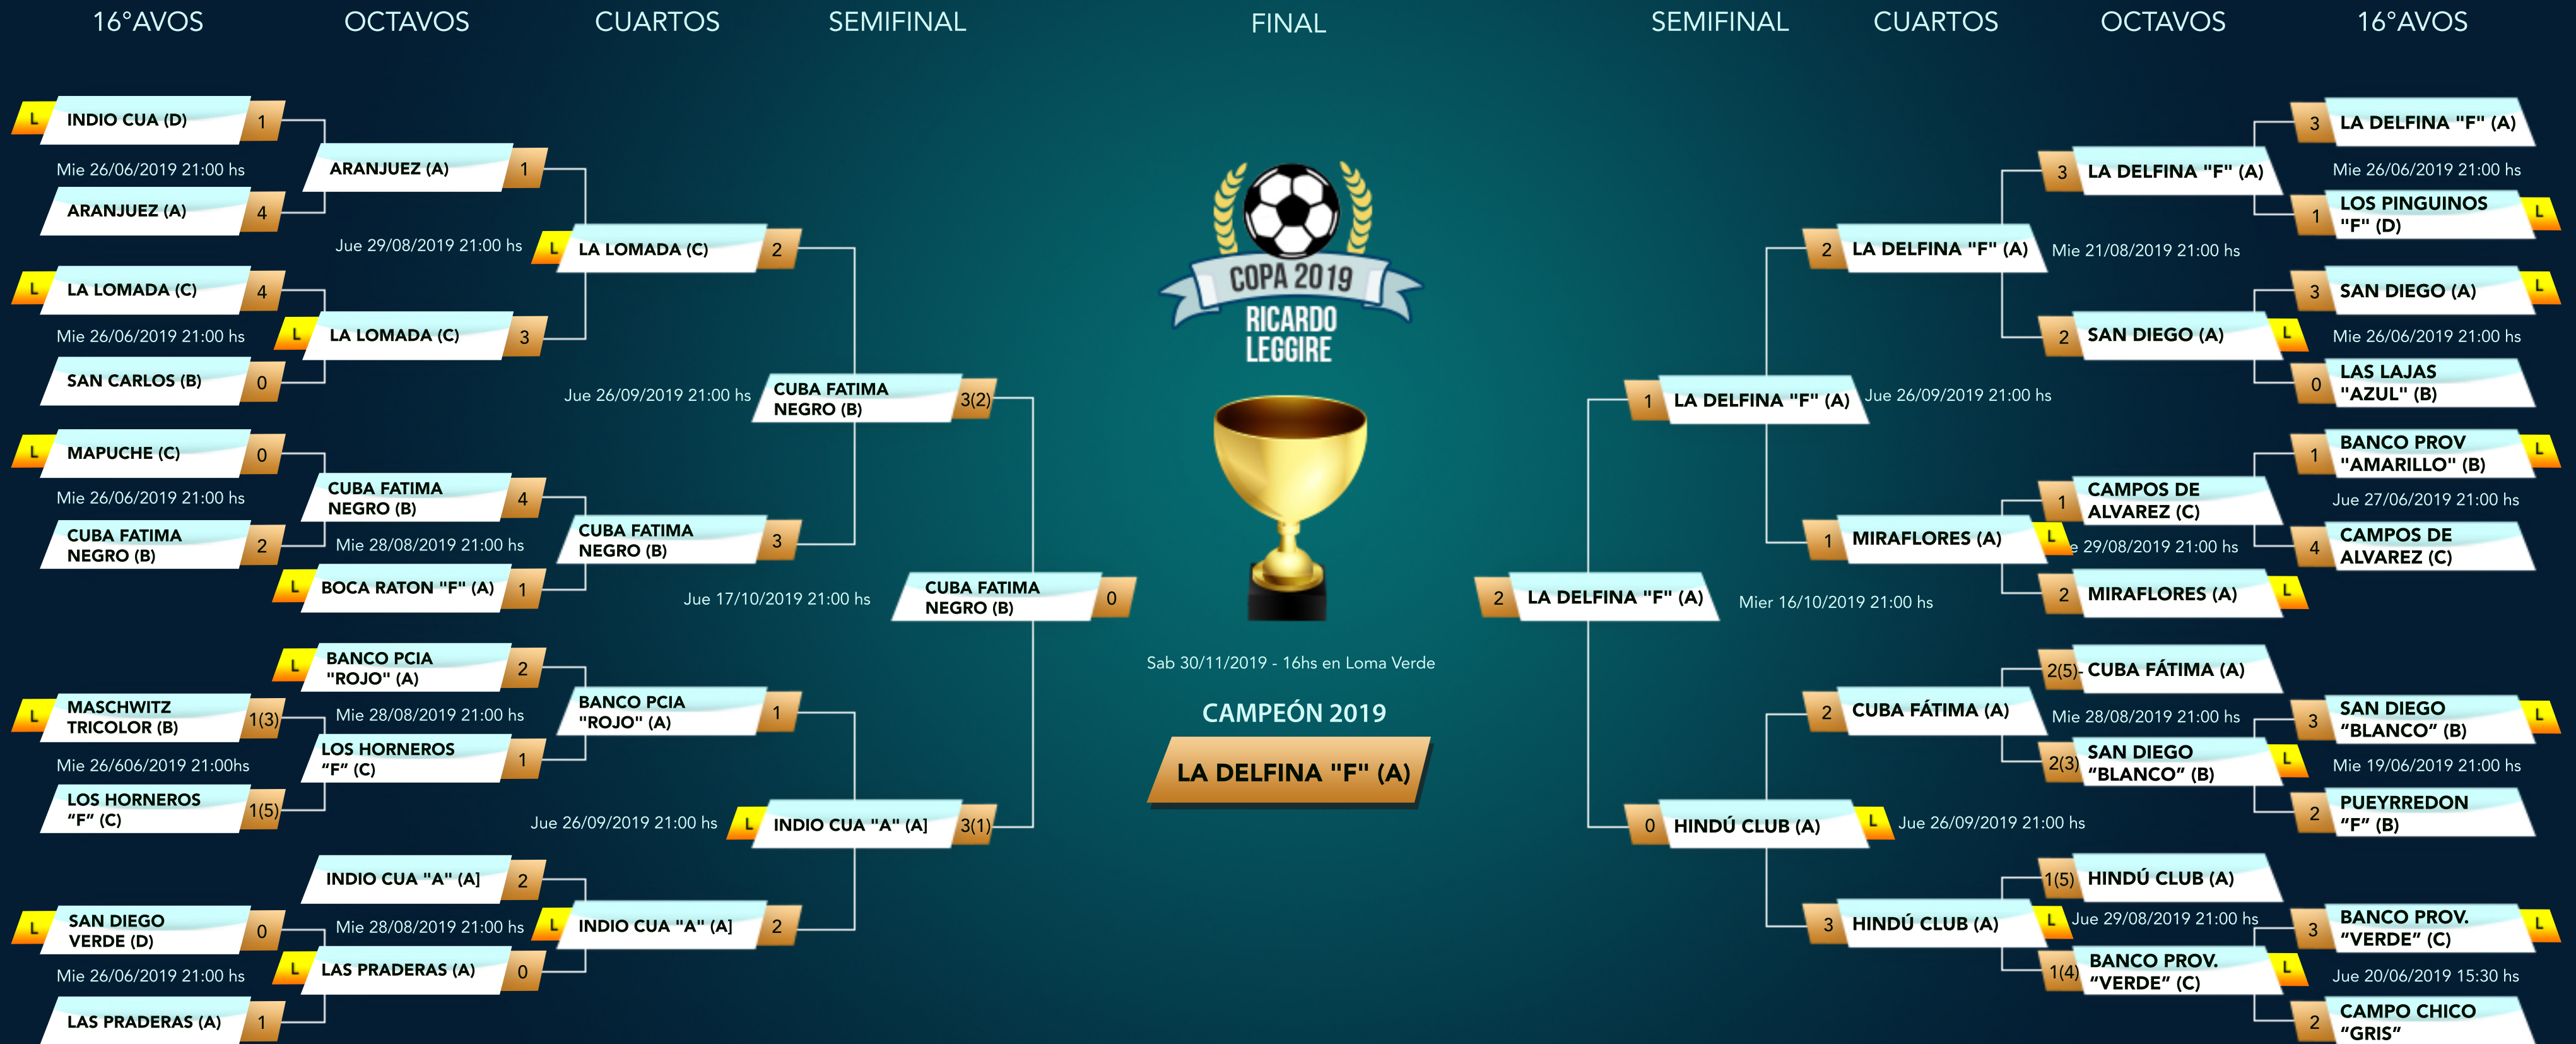 16°AVOS
OCTAVOS
CUARTOS
SEMIFINAL
FINAL
SEMIFINAL
CUARTOS
OCTAVOS
16°AVOS
L
INDIO CUA (D)
1
Mie 26/06/2019 21:00 hs
ARANJUEZ (A)
4
L
LA LOMADA (C)
4
Mie 26/06/2019 21:00 hs
SAN CARLOS (B)
0
L
MAPUCHE (C)
0
Mie 26/06/2019 21:00 hs
CUBA FATIMA
NEGRO (B)
2
L
MASCHWITZ
TRICOLOR (B)
1(3)
Mie 26/606/2019 21:00hs
LOS HORNEROS
“F” (C)
1(5)
L
SAN DIEGO
VERDE (D)
0
Mie 26/06/2019 21:00 hs
LAS PRADERAS (A)
1
ARANJUEZ (A)
1
Jue 29/08/2019 21:00 hs
L
LA LOMADA (C)
3
CUBA FATIMA
NEGRO (B)
4
Mie 28/08/2019 21:00 hs
L
BOCA RATON "F" (A)
1
L
BANCO PCIA
"ROJO" (A)
2
Mie 28/08/2019 21:00 hs
LOS HORNEROS
“F” (C)
1
INDIO CUA "A" (A]
2
Mie 28/08/2019 21:00 hs
L
LAS PRADERAS (A)
0
L
LA LOMADA (C)
2
Jue 26/09/2019 21:00 hs
CUBA FATIMA
NEGRO (B)
3
BANCO PCIA
"ROJO" (A)
1
Jue 26/09/2019 21:00 hs
L
INDIO CUA "A" (A]
2
CUBA FATIMA
NEGRO (B)
3(2)
Jue 17/10/2019 21:00 hs
L
INDIO CUA "A" (A]
3(1)
CUBA FATIMA
NEGRO (B)
0
COPA 2019
RICARDO
LEGGIRE
Sab 30/11/2019 - 16hs en Loma Verde
CAMPEÓN 2019
LA DELFINA "F" (A)
2
LA DELFINA "F" (A)
1
LA DELFINA "F" (A)
Mier 16/10/2019 21:00 hs
0
HINDÚ CLUB (A)
L
2
LA DELFINA "F" (A)
Jue 26/09/2019 21:00 hs
1
MIRAFLORES (A)
L
2
CUBA FÁTIMA (A)
Jue 26/09/2019 21:00 hs
3
HINDÚ CLUB (A)
L
3
LA DELFINA "F" (A)
Mie 21/08/2019 21:00 hs
2
SAN DIEGO (A)
L
1
CAMPOS DE
ALVAREZ (C)
e 29/08/2019 21:00 hs
2
MIRAFLORES (A)
L
2(5)-
CUBA FÁTIMA (A)
Mie 28/08/2019 21:00 hs
2(3)
SAN DIEGO
“BLANCO” (B)
L
1(5)
HINDÚ CLUB (A)
Jue 29/08/2019 21:00 hs
1(4)
BANCO PROV.
“VERDE” (C)
L
3
LA DELFINA "F" (A)
Mie 26/06/2019 21:00 hs
1
LOS PINGUINOS
"F" (D)
L
3
SAN DIEGO (A)
L
Mie 26/06/2019 21:00 hs
0
LAS LAJAS
"AZUL" (B)
1
BANCO PROV
"AMARILLO" (B)
L
Jue 27/06/2019 21:00 hs
4
CAMPOS DE
ALVAREZ (C)
3
SAN DIEGO
“BLANCO” (B)
L
Mie 19/06/2019 21:00 hs
2
PUEYRREDON
“F” (B)
3
BANCO PROV.
“VERDE” (C)
L
Jue 20/06/2019 15:30 hs
2
CAMPO CHICO
“GRIS”